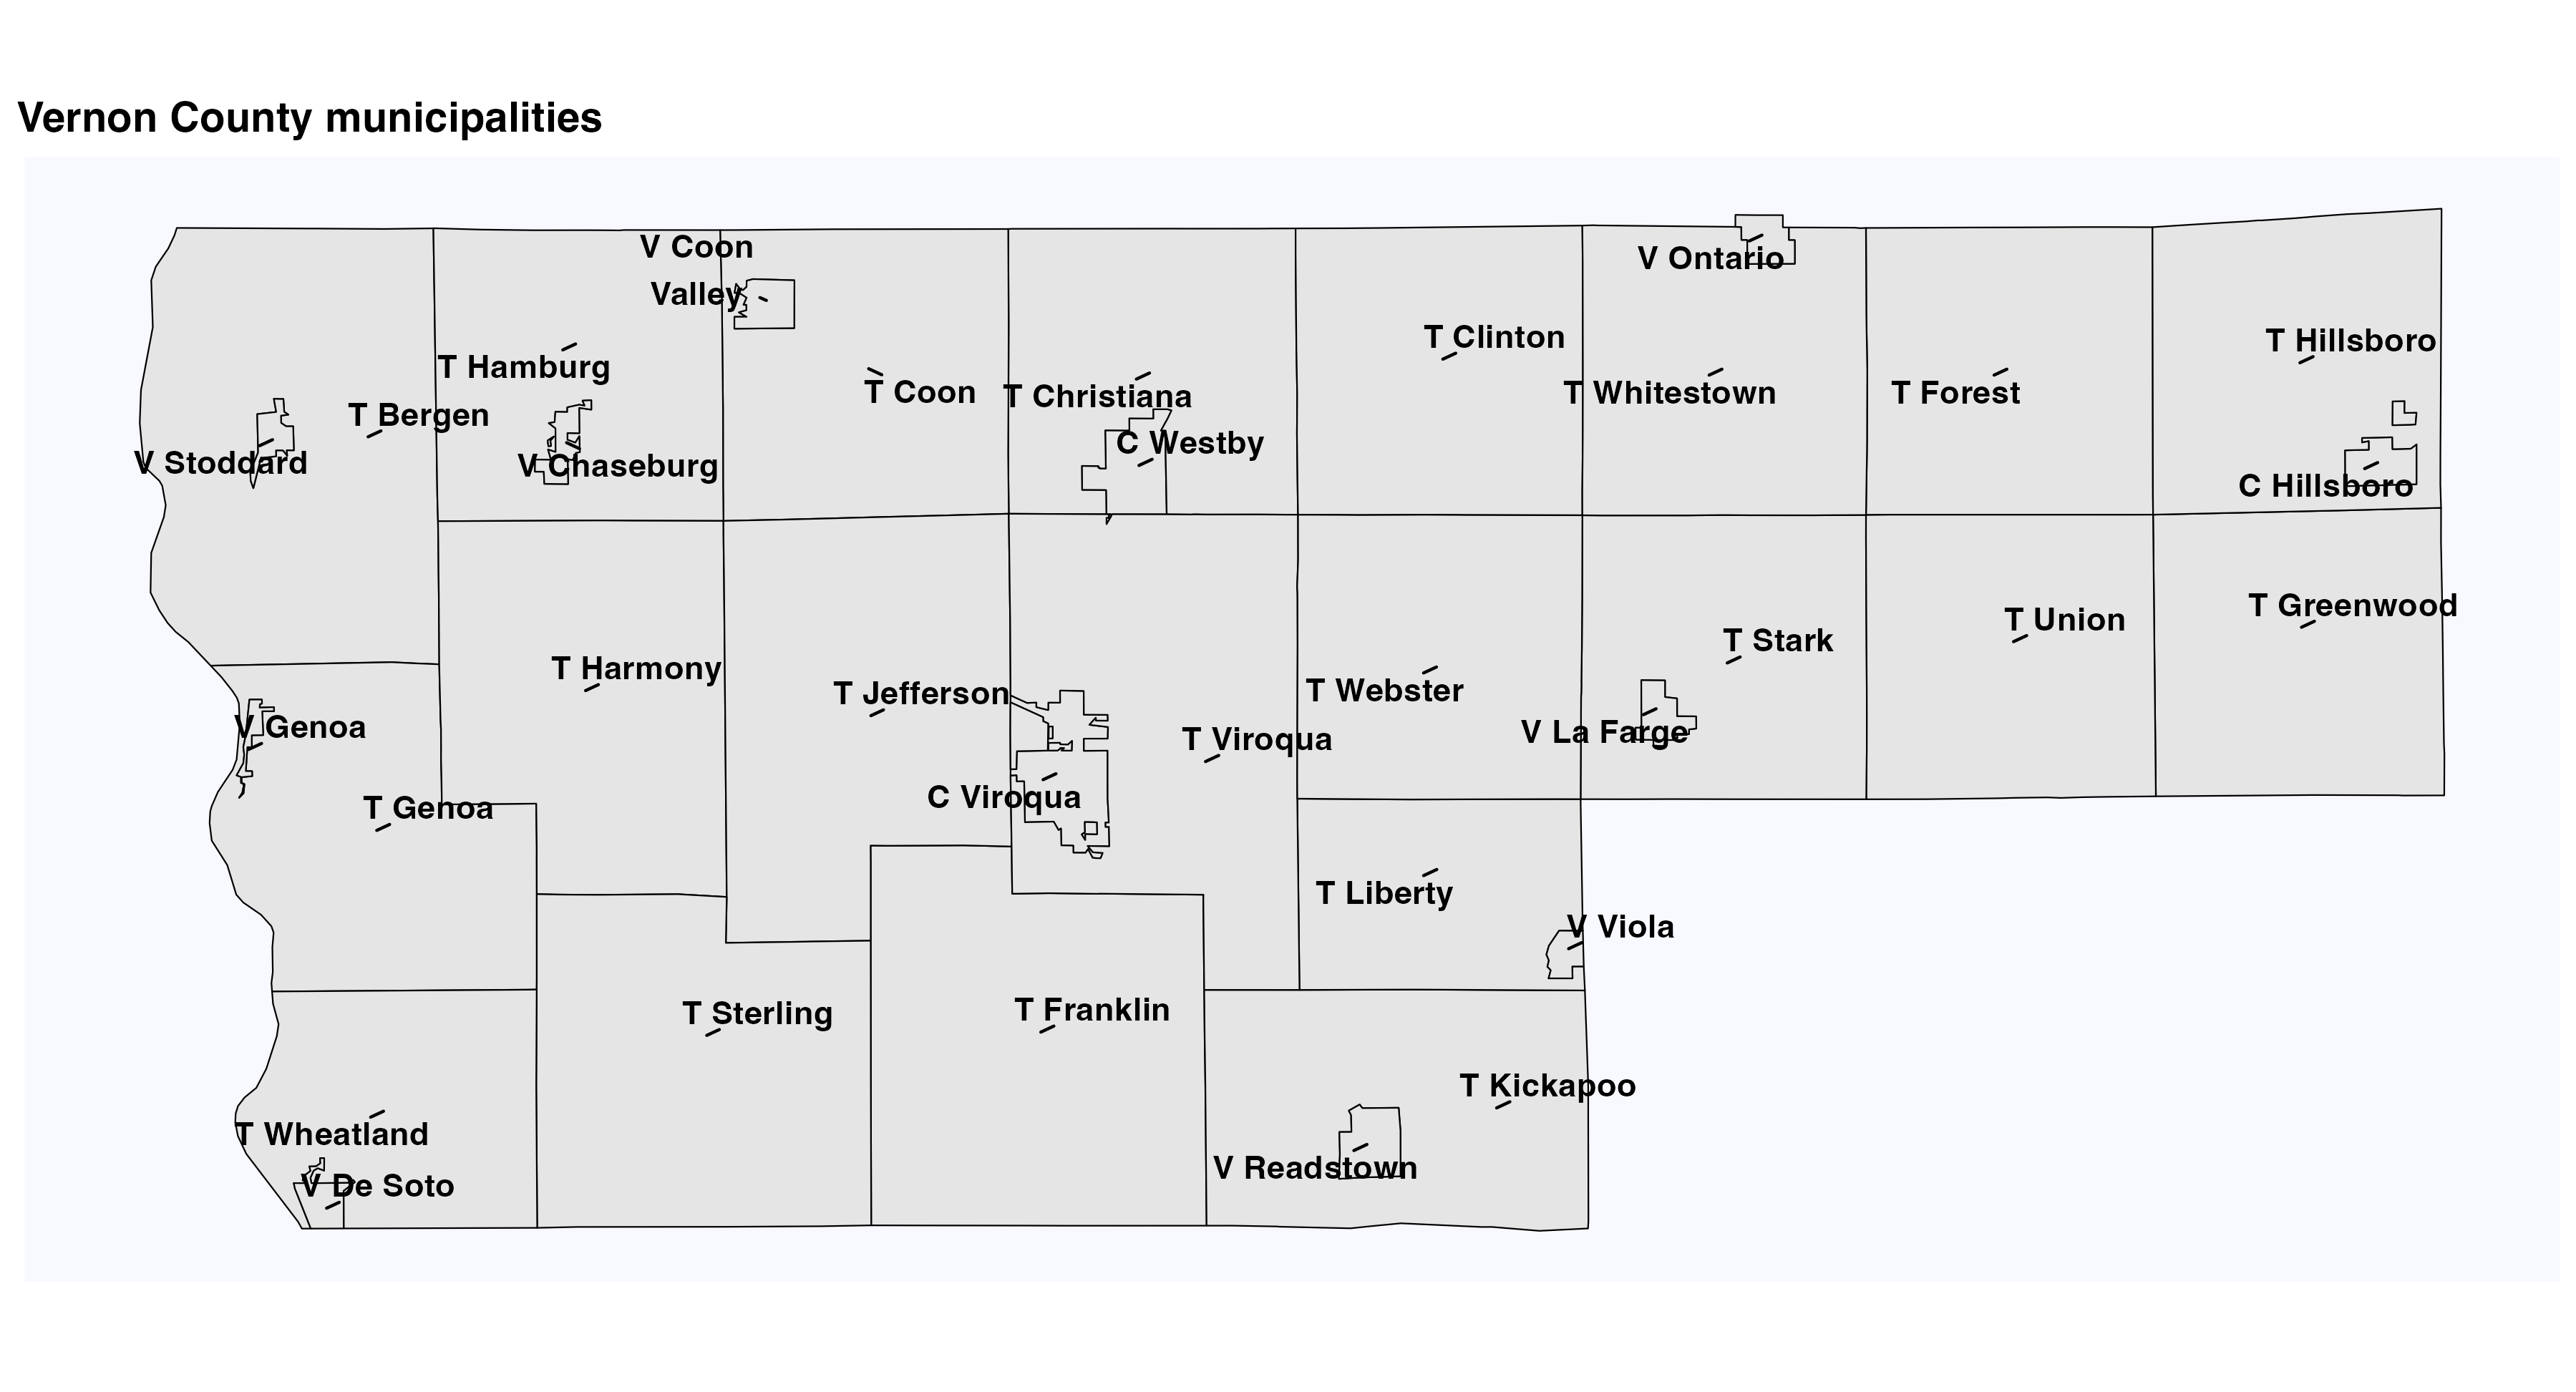 Vernon County municipalities
V Coon
Valley
V Ontario
T Clinton
T Hillsboro
T Hamburg
T Coon
T Christiana
T Whitestown
T Forest
T Bergen
C Westby
V Stoddard
V Chaseburg
C Hillsboro
T Greenwood
T Union
T Stark
T Harmony
T Jefferson
T Webster
V Genoa
T Viroqua
V La Farge
C Viroqua
T Genoa
T Liberty
V Viola
T Sterling
T Franklin
T Kickapoo
T Wheatland
V Readstown
V De Soto